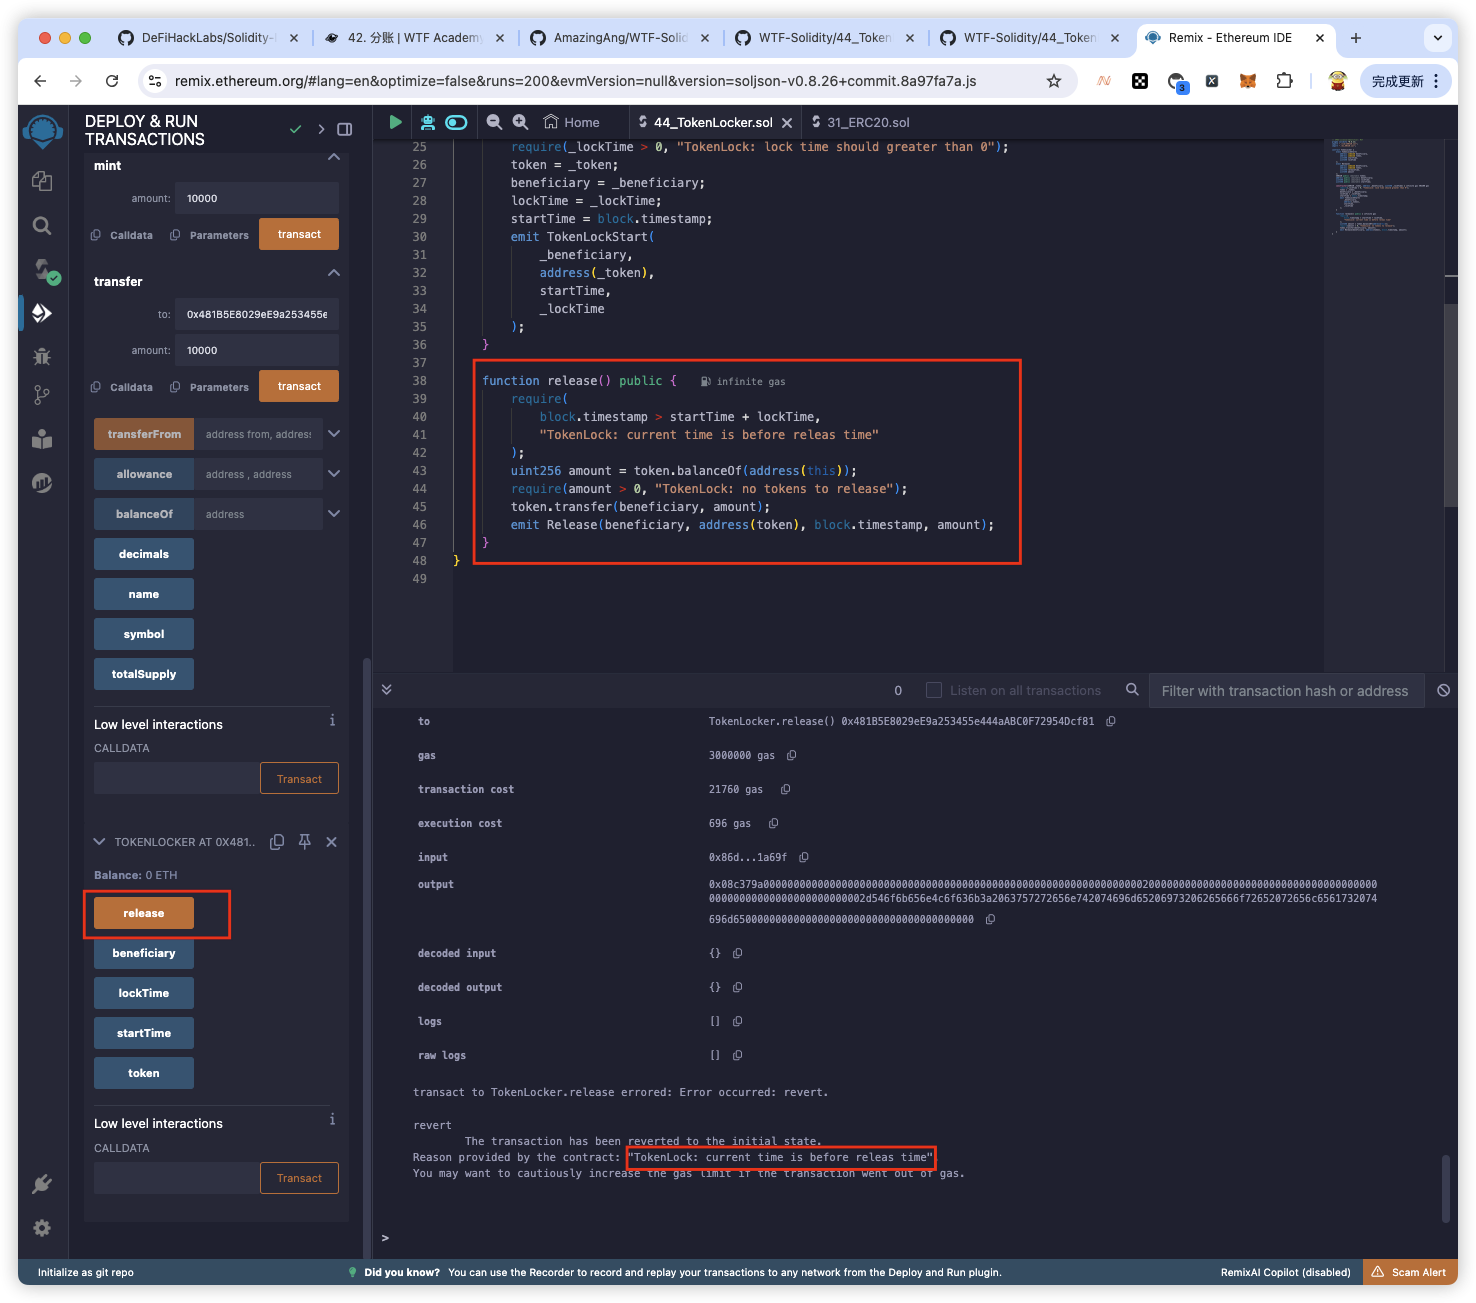 DeFiHackLabs/Solidity-
42. 分账 | WTF Academy
AmazingAng/WTF-Solid
WTF-Solidity/44_Token
WTF-Solidity/44_Token
Remix - Ethereum IDE
remix.ethereum.org/#lang=en&optimize=false&runs=200&evmVersion=null&version=soljson-v0.8.26+commit.8a97fa7a.js
3
完成更新
DEPLOY & RUN
TRANSACTIONS
mint
amount:
10000
Calldata
Parameters
transact
transfer
to:
0x481B5E8029eE9a253455e
amount:
10000
Calldata
Parameters
transact
transferFrom
address from, address
allowance
address , address
balanceOf
address
decimals
name
symbol
totalSupply
Low level interactions
i
CALLDATA
Transact
TOKENLOCKER AT 0X481..
Balance: 0 ETH
release
beneficiary
lockTime
startTime
token
Low level interactions
i
CALLDATA
Transact
Home
44_TokenLocker.sol
31_ERC20.sol
25 require(_lockTime > 0, "TokenLock: lock time should greater than 0");
26 token = _token;
27 beneficiary = _beneficiary;
28 lockTime = _lockTime;
29 startTime = block.timestamp;
30 emit TokenLockStart(
31 _beneficiary,
32 address(_token),
33 startTime,
34 _lockTime
35 );
36 }
37
38 function release() public { infinite gas
39 require(
40 block.timestamp > startTime + lockTime,
41 "TokenLock: current time is before releas time"
42 );
43 uint256 amount = token.balanceOf(address(this));
44 require(amount > 0, "TokenLock: no tokens to release");
45 token.transfer(beneficiary, amount);
46 emit Release(beneficiary, address(token), block.timestamp, amount);
47 }
48 }
49
0
Listen on all transactions
Filter with transaction hash or address
to TokenLocker.release() 0x481B5E8029eE9a253455e444aABC0F72954Dcf81
gas 3000000 gas
transaction cost 21760 gas
execution cost 696 gas
input 0x86d...1a69f
output
decoded input {}
decoded output {}
logs []
raw logs []
transact to TokenLocker.release errored: Error occurred: revert.
revert
The transaction has been reverted to the initial state.
Reason provided by the contract: "TokenLock: current time is before releas time"
You may want to cautiously increase the gas limit if the transaction went out of gas.
>
Initialize as git repo
Did you know? You can use the Recorder to record and replay your transactions to any network from the Deploy and Run plugin.
RemixAI Copilot (disabled)
Scam Alert